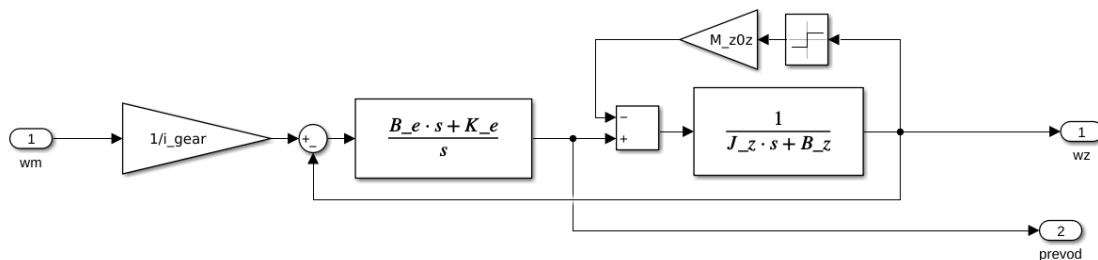 M_z0z
1
wm
1/i_gear
+
-
B_e · s + K_e
s
-
+
1
J_z · s + B_z
1
wz
2
prevod